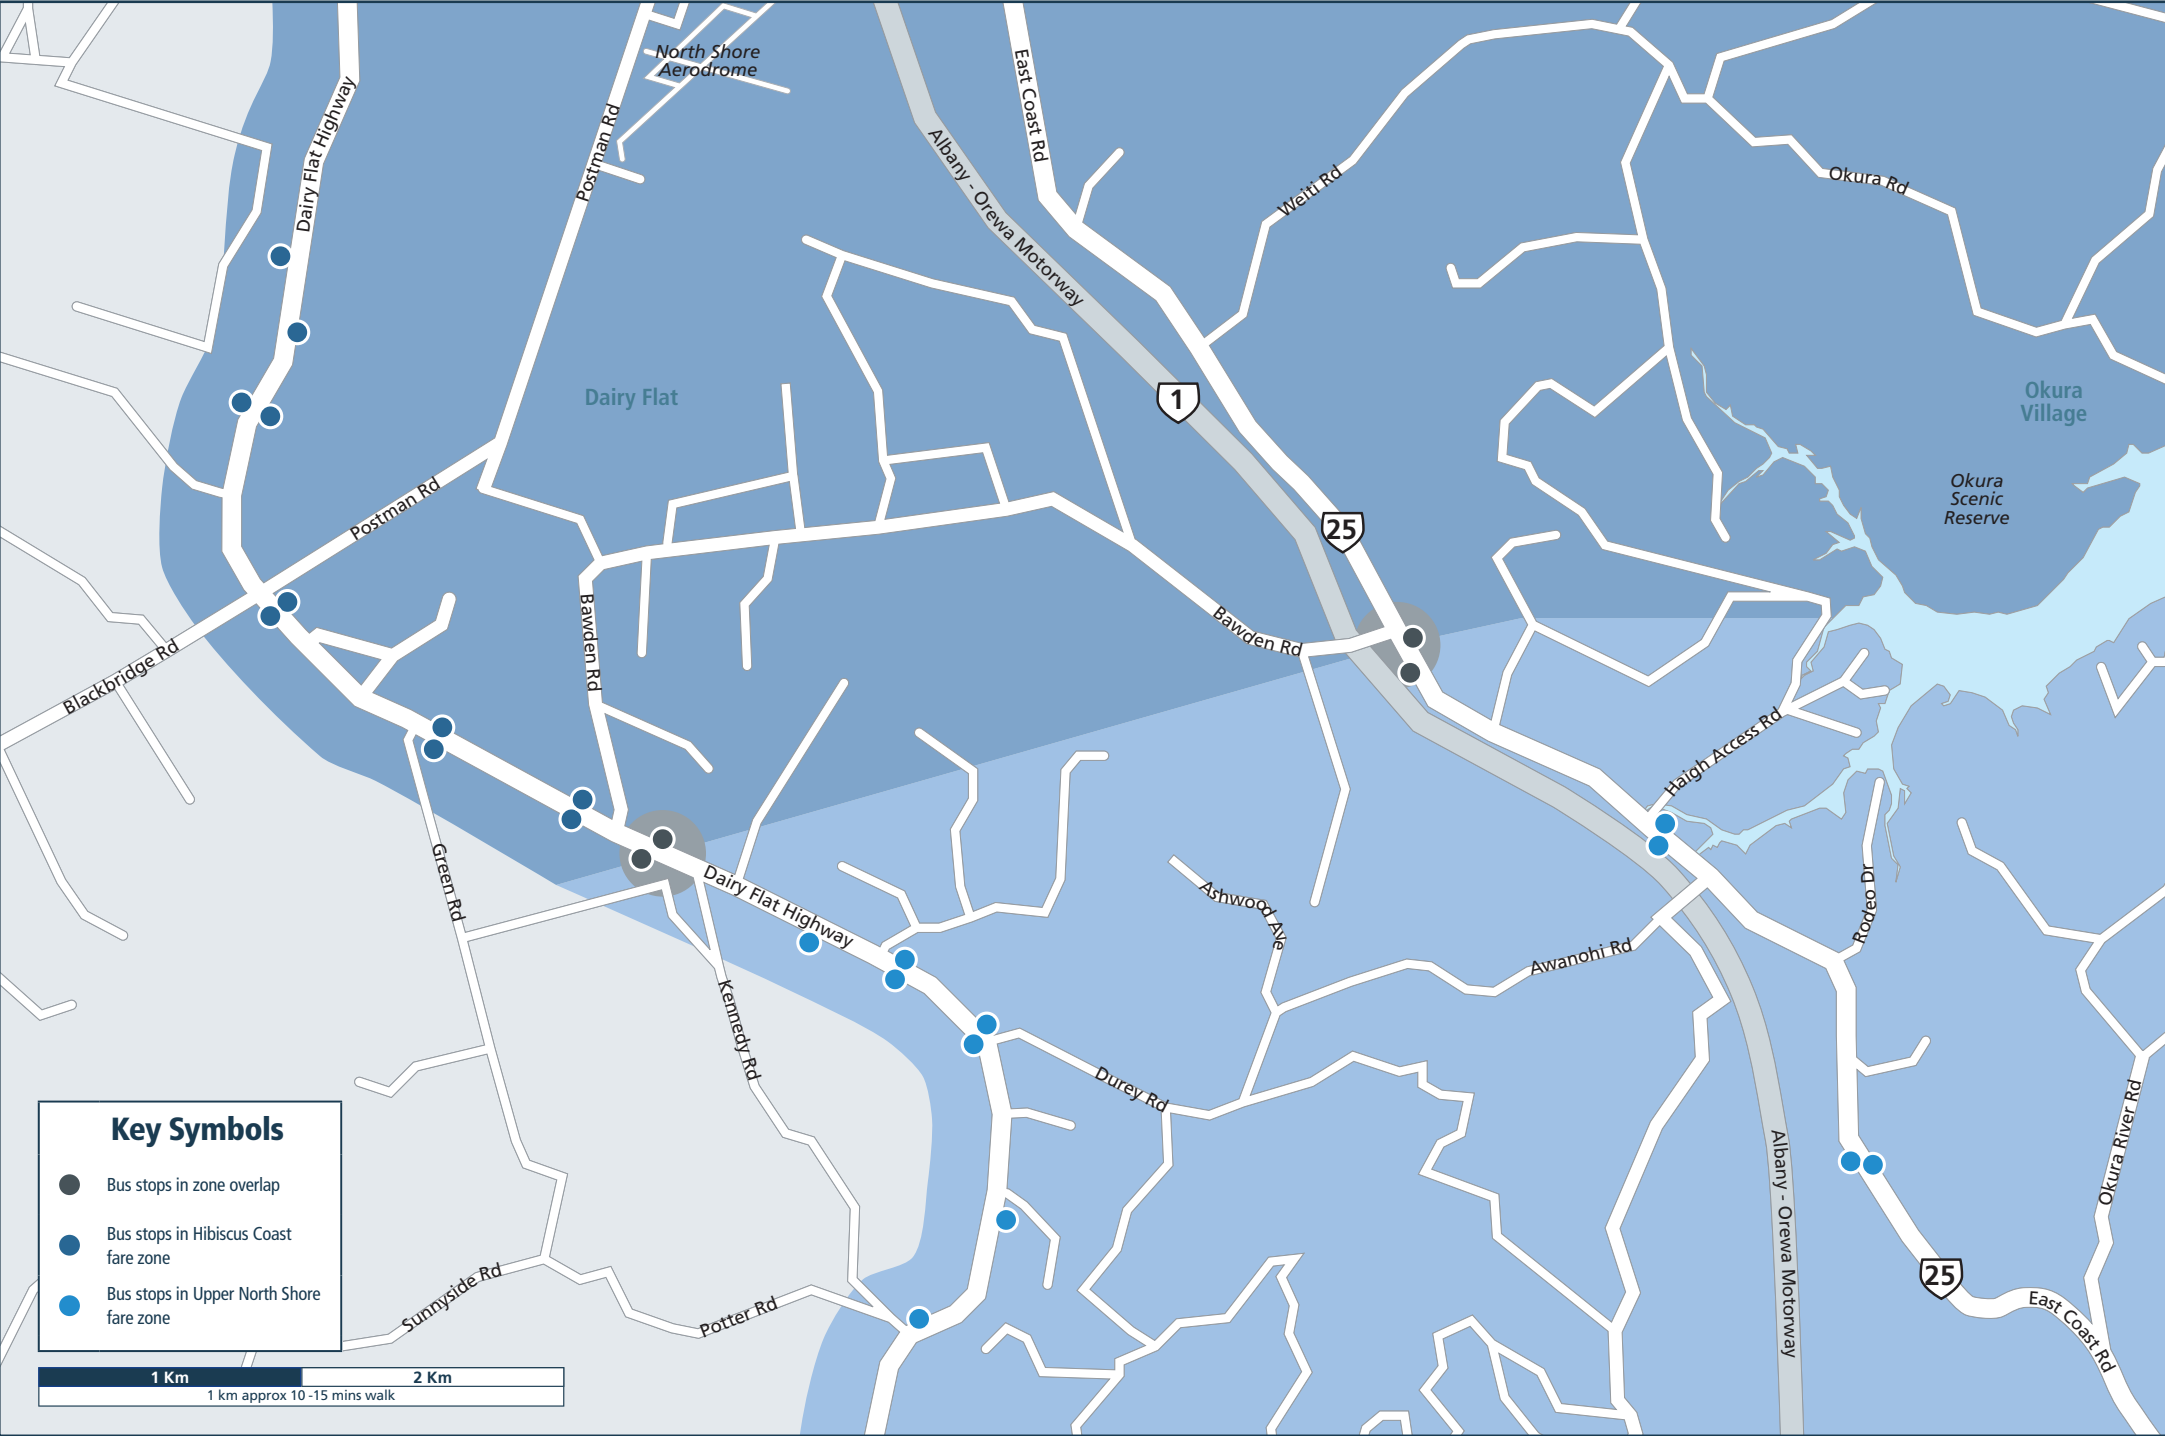 North Shore
Aerodrome
East Coast Rd
Dairy Flat Highway
Postman Rd
Albany - Orewa Motorway
Weiti Rd
Okura Rd
Dairy Flat
1
Okura
Village
Okura
Scenic
Reserve
Postman Rd
25
Bawden Rd
Bawden Rd
Blackbridge Rd
Haigh Access Rd
Green Rd
Dairy Flat Highway
Ashwood Ave
Rodeo Dr
Awanohi Rd
Kennedy Rd
Durey Rd
Okura River Rd
Albany - Orewa Motorway
Key Symbols
Bus stops in zone overlap
Bus stops in Hibiscus Coast
fare zone
Bus stops in Upper North Shore
fare zone
Sunnyside Rd
Potter Rd
25
East Coast Rd
1 Km 2 Km
1 km approx 10 -15 mins walk